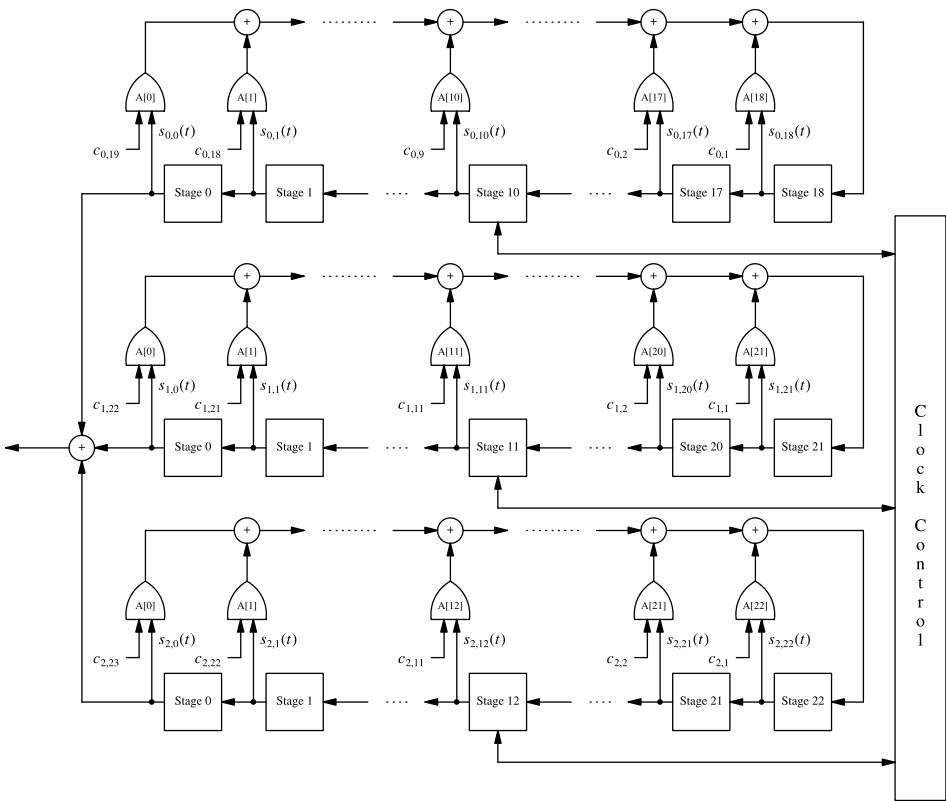 + + + +
A[0] A[1] A[10] A[17] A[18]
s0,0(t) s0,1(t) s0,10(t) s0,17(t) s0,18(t)
c0,19 c0,18 c0,9 c0,2 c0,1
Stage 0 Stage 1 Stage 10 Stage 17 Stage 18
+ + + +
A[0] A[1] A[11] A[20] A[21]
s1,0(t) s1,1(t) s1,11(t) s1,20(t) s1,21(t)
c1,22 c1,21 c1,11 c1,2 c1,1
+ Stage 0 Stage 1 Stage 11 Stage 20 Stage 21
+ + + +
A[0] A[1] A[12] A[21] A[22]
s2,0(t) s2,1(t) s2,12(t) s2,21(t) s2,22(t)
c2,23 c2,22 c2,11 c2,2 c2,1
Stage 0 Stage 1 Stage 12 Stage 21 Stage 22
Clock Control